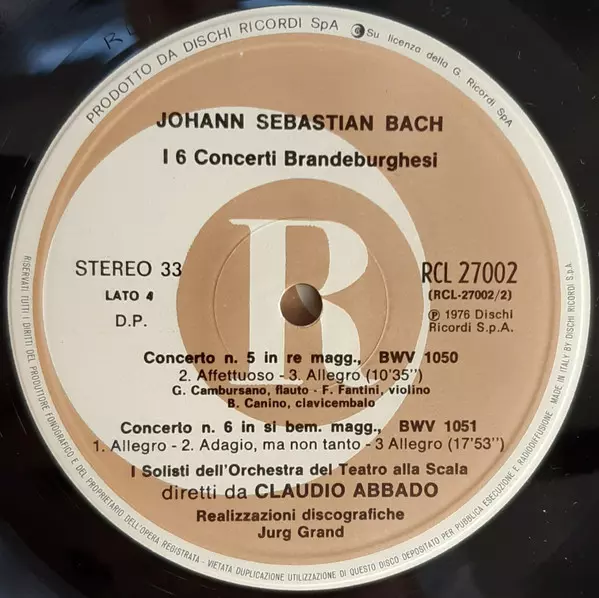 PRODOTTO DA DISCHI RICORDI SpA
Su licenza della G. Ricordi SpA
JOHANN SEBASTIAN BACH
I 6 Concerti Brandeburghesi
R
STEREO 33
LATO 4
D.P.
RCL 27002
(RCL-27002/2)
Ⓟ 1976 Dischi
Ricordi S.p.A.
Concerto n. 5 in re magg., BWV 1050
2. Affettuoso - 3. Allegro (10'35")
G. Cambursano, flauto - F. Fantini, violino
B. Canino, clavicembalo
Concerto n. 6 in si bem. magg., BWV 1051
1. Allegro - 2. Adagio, ma non tanto - 3 Allegro (17'53")
I Solisti dell'Orchestra del Teatro alla Scala
diretti da CLAUDIO ABBADO
Realizzazioni discografiche
Jurg Grand
RISERVATI TUTTI I DIRITTI DEL PRODUTTORE FONOGRAFICO E DEL PROPRIETARIO DELL'OPERA REGISTRATA - VIETATA DUPLICAZIONE UTILIZZAZIONE DI QUESTO DISCO PER PUBBLICA ESECUZIONE E RADIODIFFUSIONE. MADE IN ITALY BY DISCHI RICORDI S.p.A.